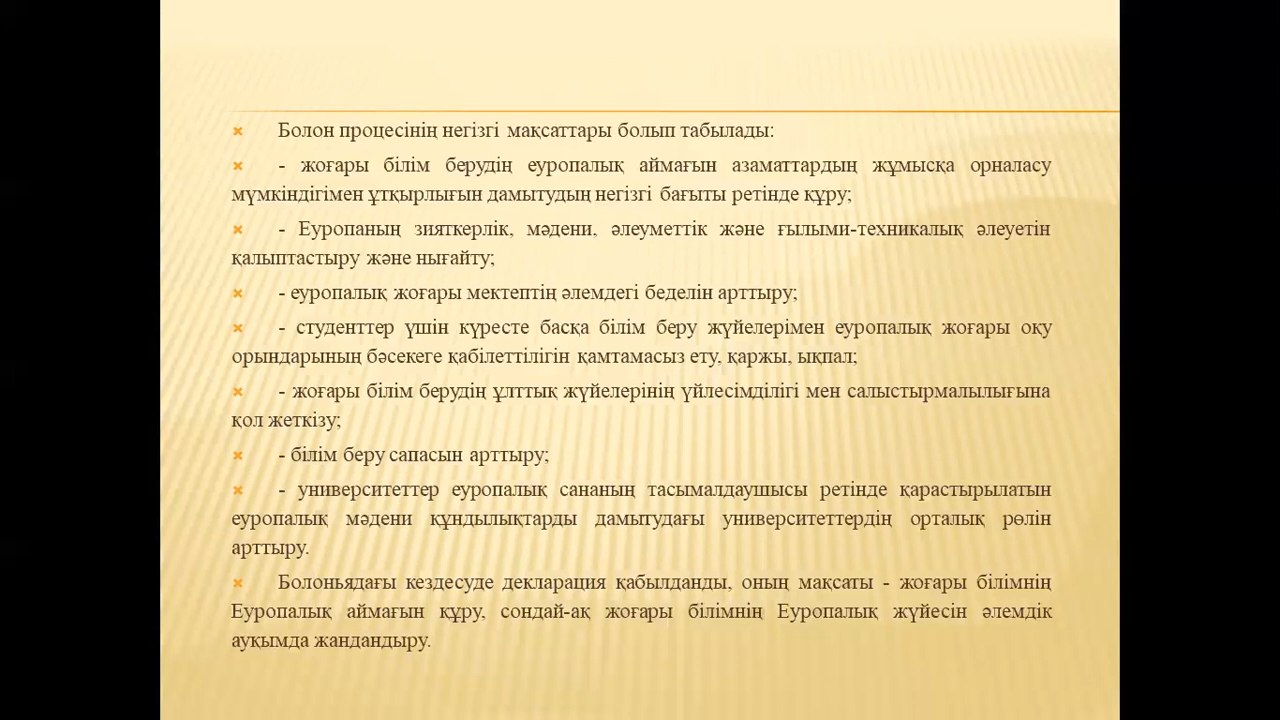 Болон процесінің негізгі мақсаттары болып табылады:
- жоғары білім берудің еуропалық аймағын азаматтардың жұмысқа орналасу
мүмкіндігімен ұтқырлығын дамытудың негізгі бағыты ретінде құру;
- Еуропаның зияткерлік, мәдени, әлеуметтік және ғылыми-техникалық әлеуетін
қалыптастыру және нығайту;
- еуропалық жоғары мектептің әлемдегі беделін арттыру;
- студенттер үшін күресте басқа білім беру жүйелерімен еуропалық жоғары оқу
орындарының бәсекеге қабілеттілігін қамтамасыз ету, қаржы, ықпал;
- жоғары білім берудің ұлттық жүйелерінің үйлесімділігі мен салыстырмалылығына
қол жеткізу;
- білім беру сапасын арттыру;
- университеттер еуропалық сананың тасымалдаушысы ретінде қарастырылатын
еуропалық мәдени құндылықтарды дамытудағы университеттердің орталық рөлін
арттыру.
Болоньядағы кездесуде декларация қабылданды, оның мақсаты - жоғары білімнің
Еуропалық аймағын құру, сондай-ақ жоғары білімнің Еуропалық жүйесін әлемдік
ауқымда жандандыру.